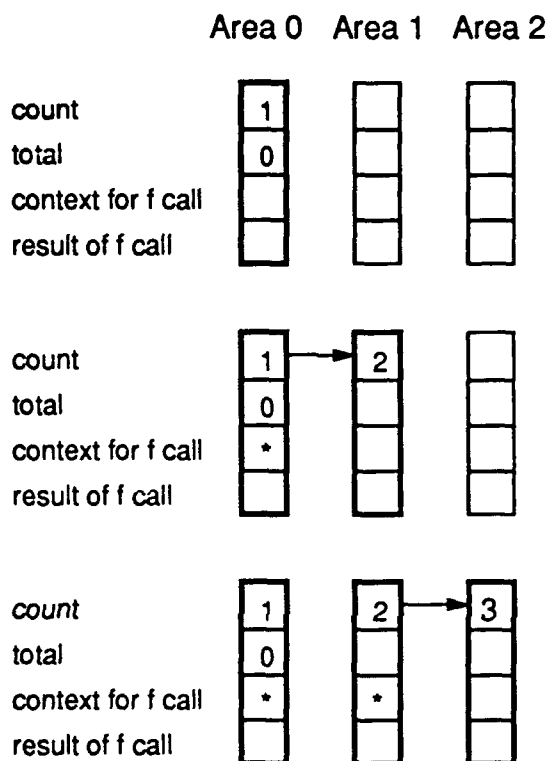 Area 0 Area 1 Area 2
count 1
total 0
context for f call
result of f call
count 1 2
total 0
context for f call *
result of f call
count 1 2 3
total 0
context for f call * *
result of f call